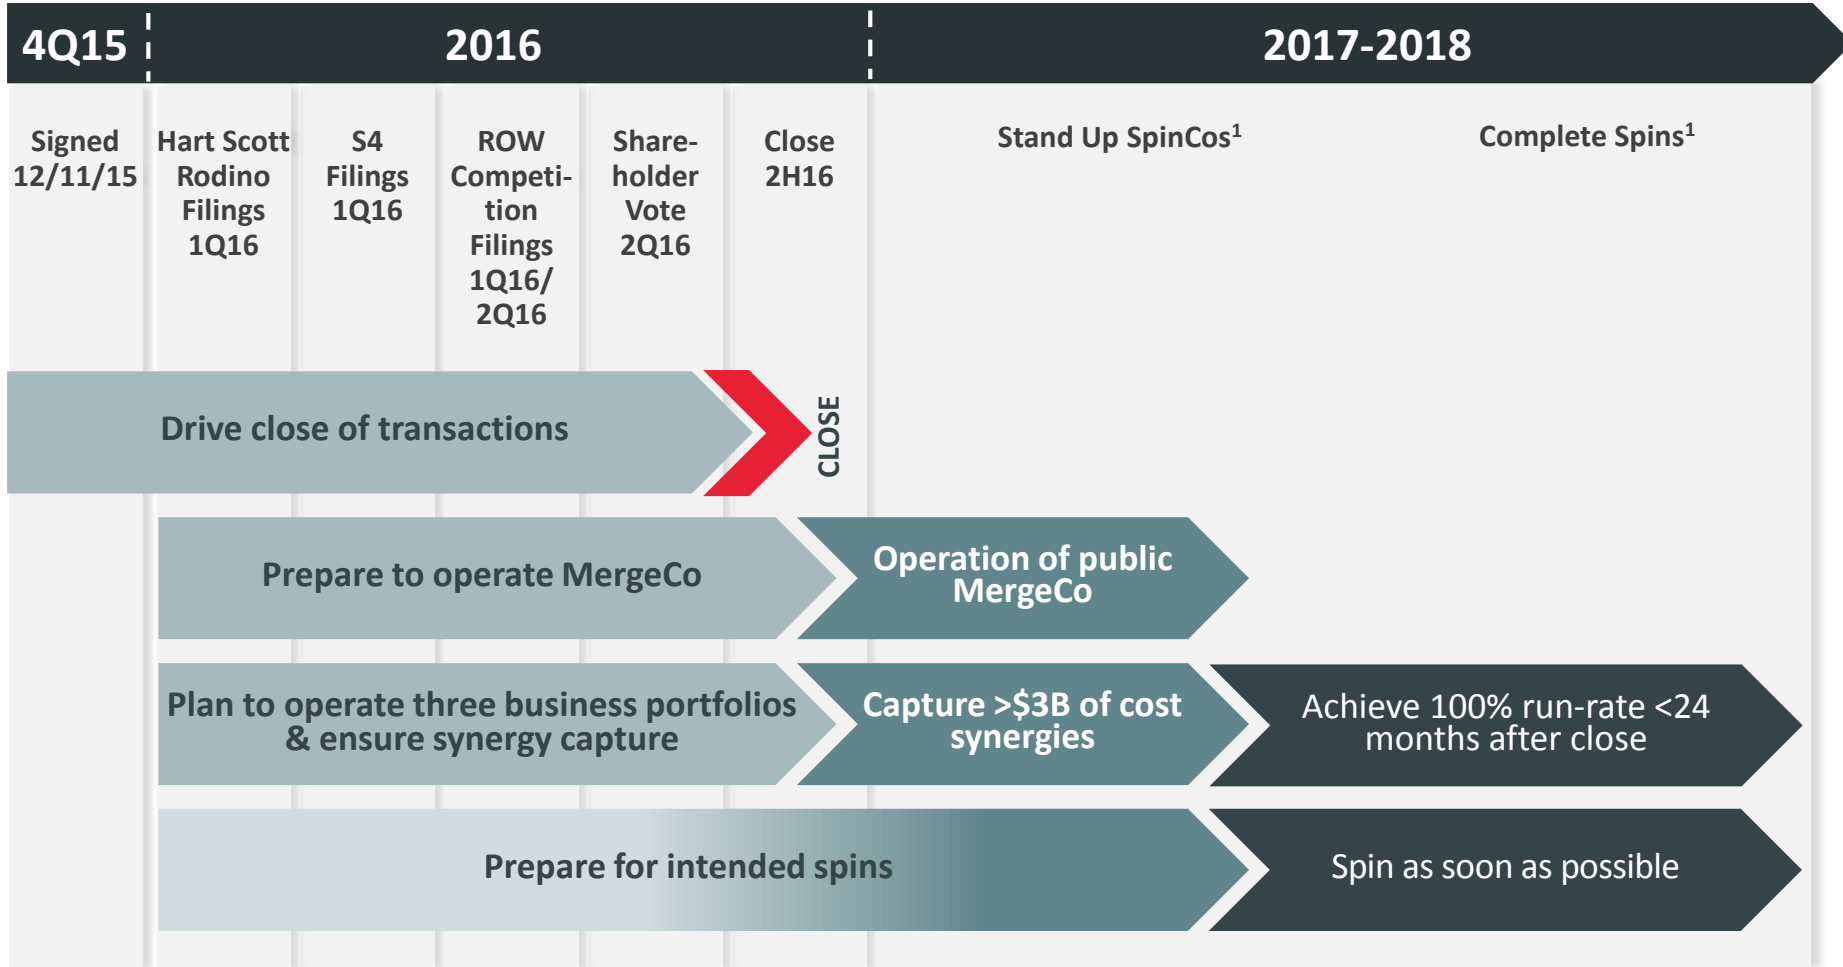 4Q15
2016
2017-2018
Signed
12/11/15
Hart Scott
Rodino
Filings
1Q16
S4
Filings
1Q16
ROW
Competi-
tion
Filings
1Q16/
2Q16
Share-
holder
Vote
2Q16
Close
2H16
Stand Up SpinCos¹
Complete Spins¹
Drive close of transactions
CLOSE
Prepare to operate MergeCo
Operation of public
MergeCo
Plan to operate three business portfolios
& ensure synergy capture
Capture >$3B of cost
synergies
Achieve 100% run-rate <24
months after close
Prepare for intended spins
Spin as soon as possible